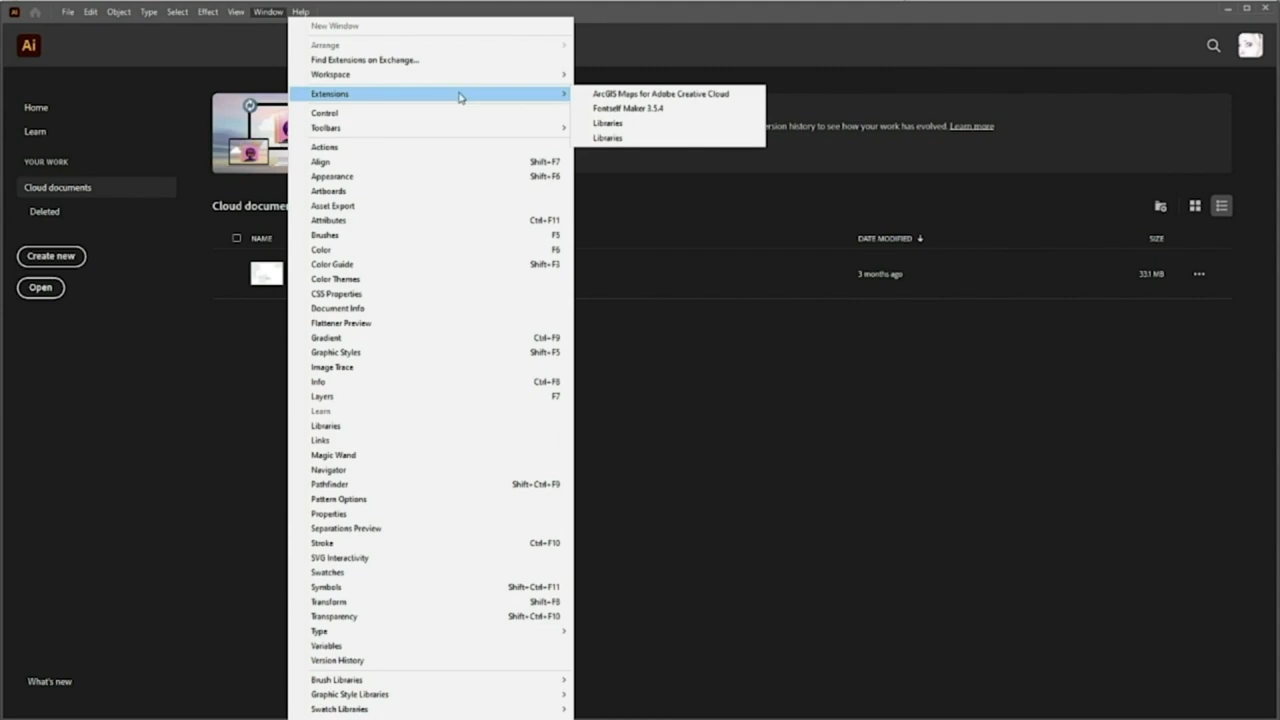 Ai File Edit Object Type Select Effect View Window Help
Ai
Home
Learn
YOUR WORK
Cloud documents
Deleted
Create new
Open
What's new
New Window
Arrange
Find Extensions on Exchange...
Workspace
Extensions
Control
Toolbars
Actions
Align Shift+F7
Appearance Shift+F6
Artboards
Asset Export
Attributes Ctrl+F11
Brushes F5
Color F6
Color Guide Shift+F3
Color Themes
CSS Properties
Document Info
Flattener Preview
Gradient Ctrl+F9
Graphic Styles Shift+F5
Image Trace
Info Ctrl+F8
Layers F7
Learn
Libraries
Links
Magic Wand
Navigator
Pathfinder Shift+Ctrl+F9
Pattern Options
Properties
Separations Preview
Stroke Ctrl+F10
SVG Interactivity
Swatches
Symbols Shift+Ctrl+F11
Transform Shift+F8
Transparency Shift+Ctrl+F10
Type
Variables
Version History
Brush Libraries
Graphic Style Libraries
Swatch Libraries
ArcGIS Maps for Adobe Creative Cloud
Fontself Maker 3.5.4
Libraries
Libraries
version history to see how your work has evolved. Learn more
Cloud documen
NAME DATE MODIFIED SIZE
3 months ago 331 MB